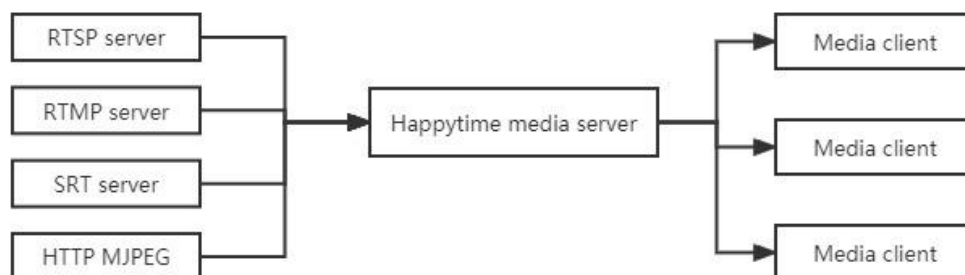 RTSP server
RTMP server
SRT server
HTTP MJPEG
Happytime media server
Media client
Media client
Media client